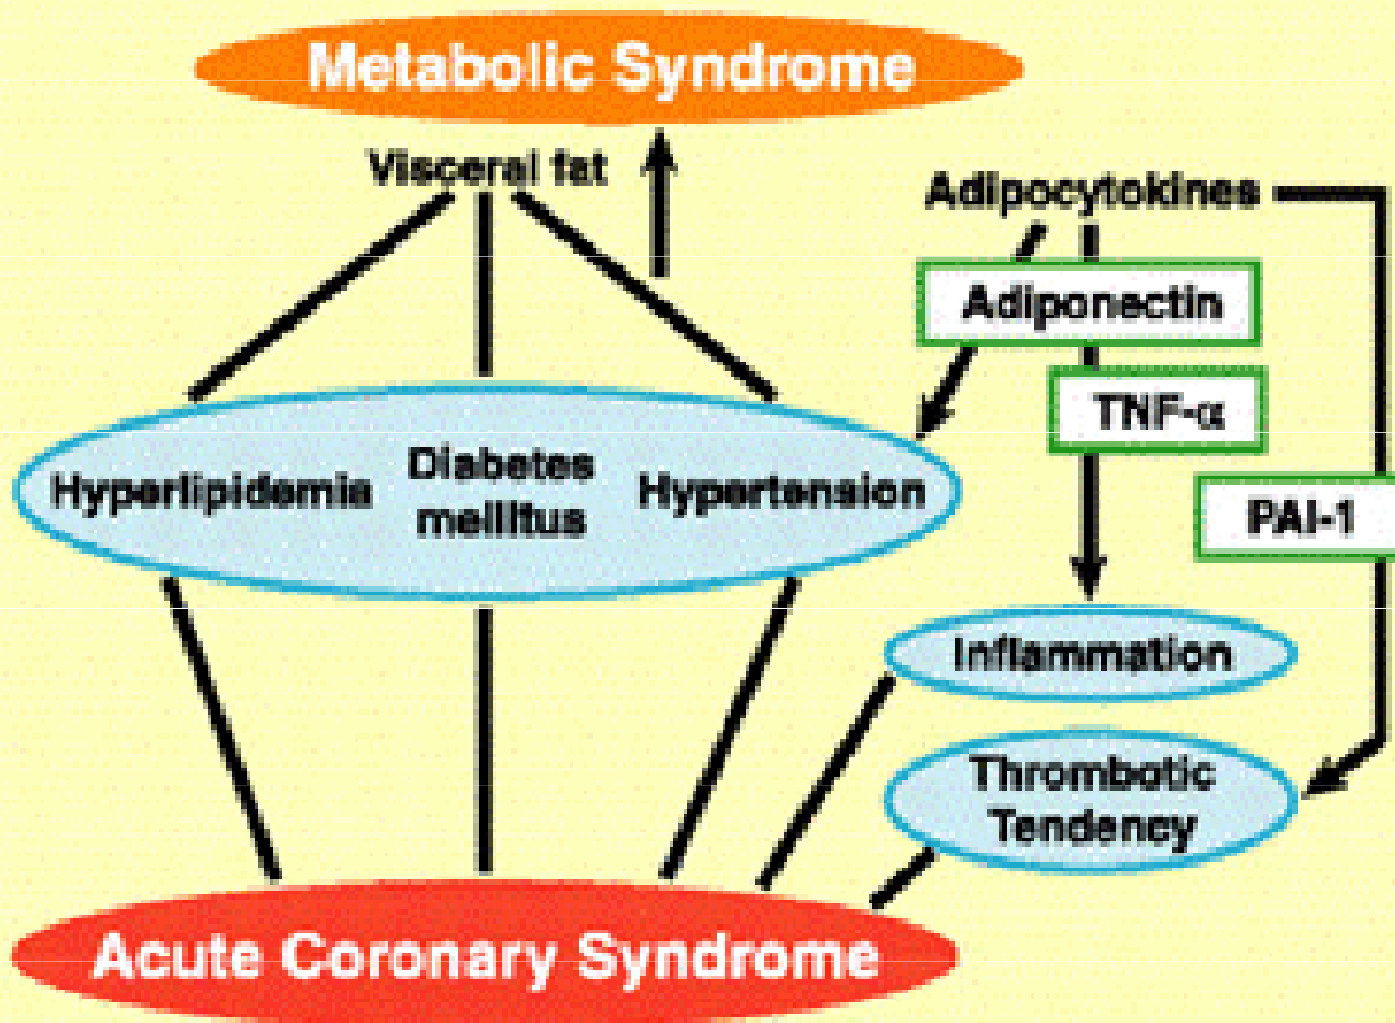 Metabolic Syndrome
Visceral fat
Adipocytokines
Adiponectin
TNF-α
Hyperlipidemia
Diabetes
mellitus
Hypertension
PAI-1
Inflammation
Thrombotic
Tendency
Acute Coronary Syndrome